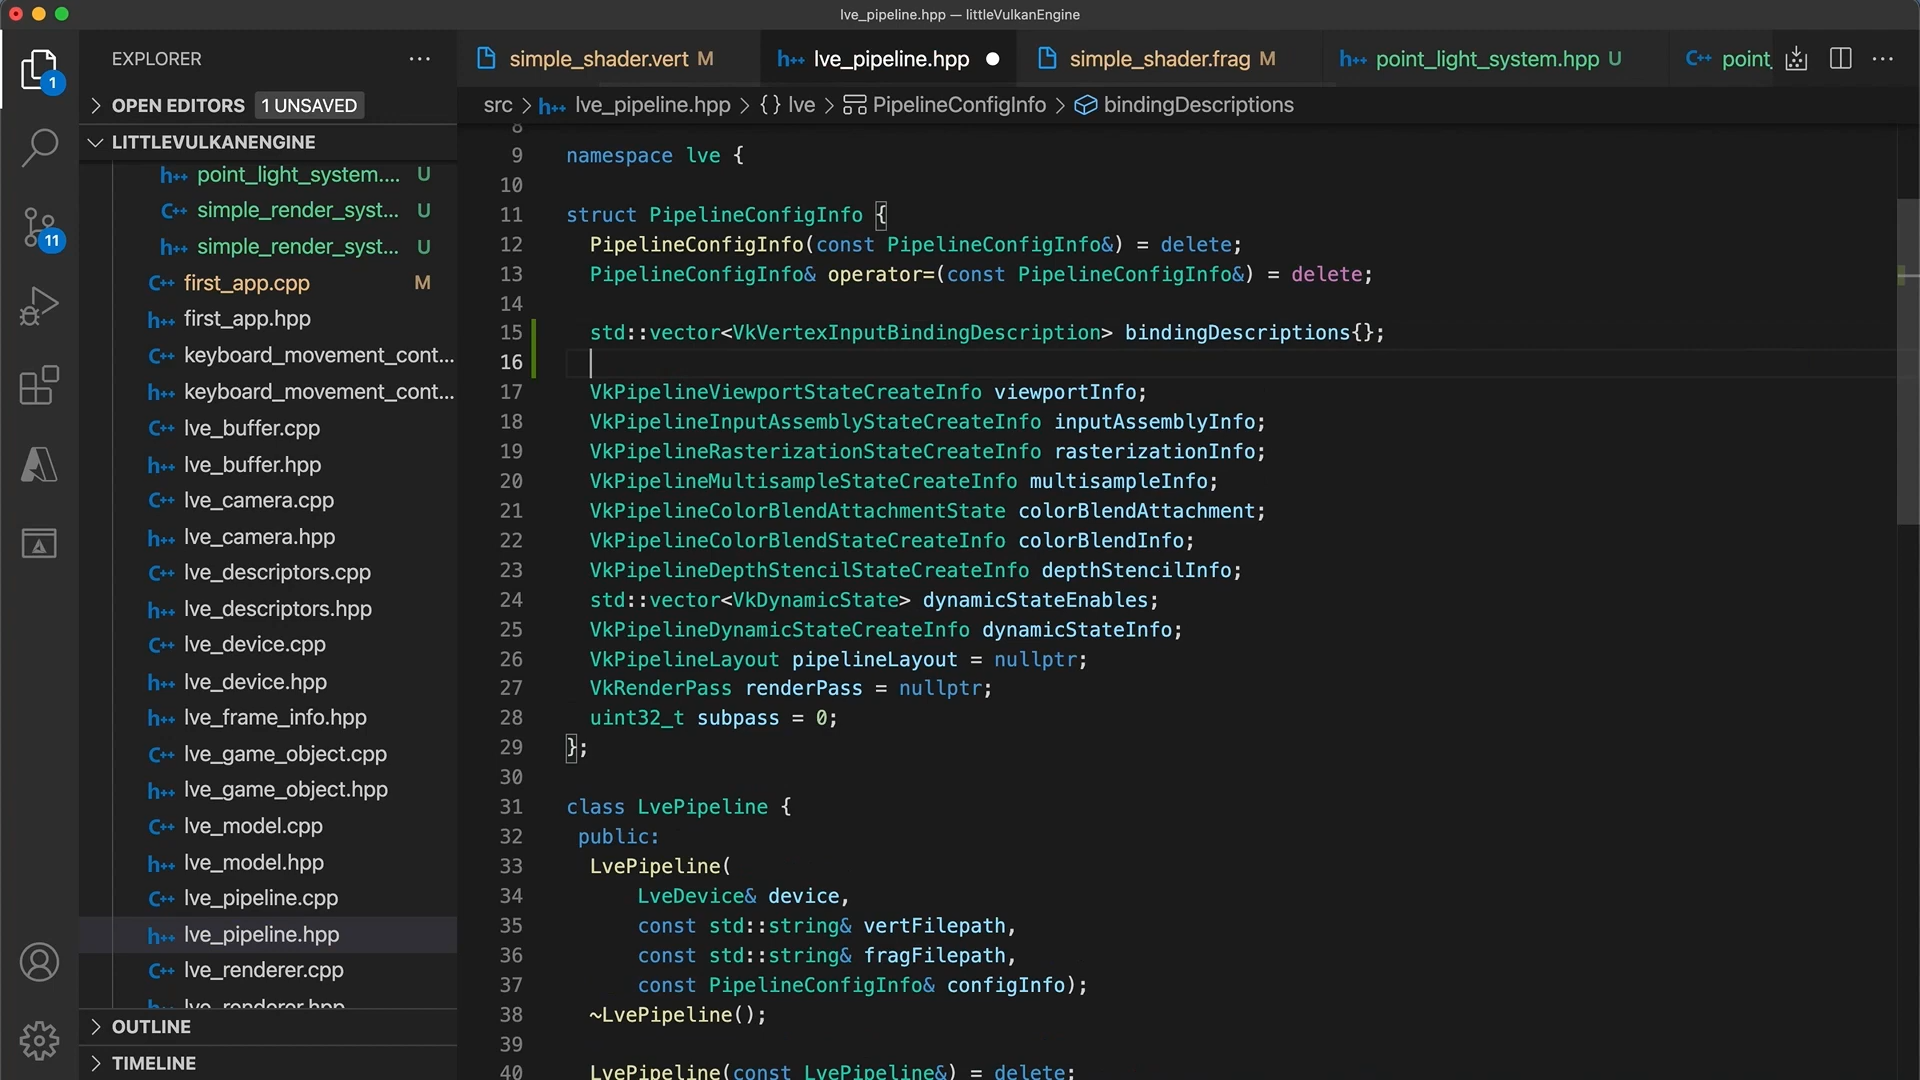 lve_pipeline.hpp — littleVulkanEngine
EXPLORER
simple_shader.vert M
h++ lve_pipeline.hpp
simple_shader.frag M
h++ point_light_system.hpp U
C++ point_
1
OPEN EDITORS 1 UNSAVED
src > h++ lve_pipeline.hpp > {} lve > PipelineConfigInfo > bindingDescriptions
LITTLEVULKANENGINE
h++ point_light_system.... U
C++ simple_render_syst... U
h++ simple_render_syst... U
11
C++ first_app.cpp M
h++ first_app.hpp
C++ keyboard_movement_cont...
h++ keyboard_movement_cont...
C++ lve_buffer.cpp
h++ lve_buffer.hpp
C++ lve_camera.cpp
h++ lve_camera.hpp
C++ lve_descriptors.cpp
h++ lve_descriptors.hpp
C++ lve_device.cpp
h++ lve_device.hpp
h++ lve_frame_info.hpp
C++ lve_game_object.cpp
h++ lve_game_object.hpp
C++ lve_model.cpp
h++ lve_model.hpp
C++ lve_pipeline.cpp
h++ lve_pipeline.hpp
C++ lve_renderer.cpp
h++ lve_renderer.hpp
OUTLINE
TIMELINE
8
9 namespace lve {
10
11 struct PipelineConfigInfo {
12 PipelineConfigInfo(const PipelineConfigInfo&) = delete;
13 PipelineConfigInfo& operator=(const PipelineConfigInfo&) = delete;
14
15 std::vector<VkVertexInputBindingDescription> bindingDescriptions{};
16
17 VkPipelineViewportStateCreateInfo viewportInfo;
18 VkPipelineInputAssemblyStateCreateInfo inputAssemblyInfo;
19 VkPipelineRasterizationStateCreateInfo rasterizationInfo;
20 VkPipelineMultisampleStateCreateInfo multisampleInfo;
21 VkPipelineColorBlendAttachmentState colorBlendAttachment;
22 VkPipelineColorBlendStateCreateInfo colorBlendInfo;
23 VkPipelineDepthStencilStateCreateInfo depthStencilInfo;
24 std::vector<VkDynamicState> dynamicStateEnables;
25 VkPipelineDynamicStateCreateInfo dynamicStateInfo;
26 VkPipelineLayout pipelineLayout = nullptr;
27 VkRenderPass renderPass = nullptr;
28 uint32_t subpass = 0;
29 };
30
31 class LvePipeline {
32 public:
33 LvePipeline(
34 LveDevice& device,
35 const std::string& vertFilepath,
36 const std::string& fragFilepath,
37 const PipelineConfigInfo& configInfo);
38 ~LvePipeline();
39
40 LvePipeline(const LvePipeline&) = delete;